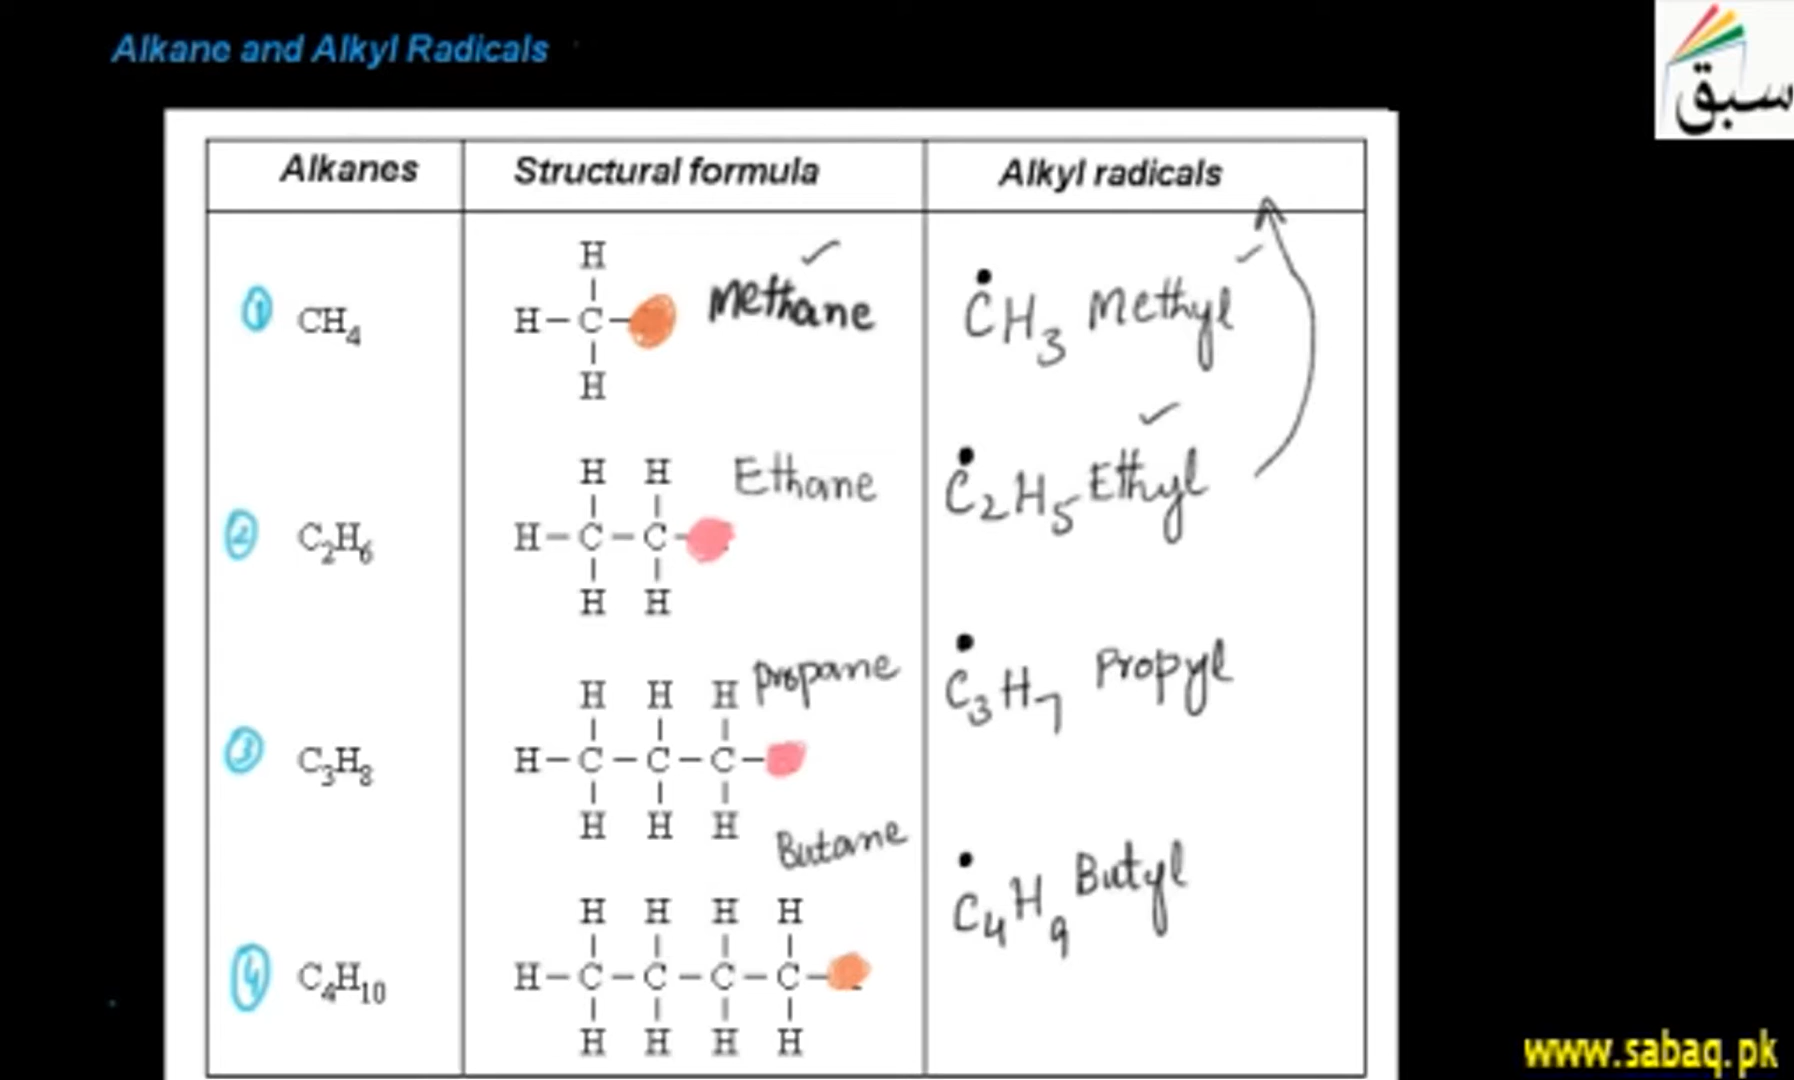 Alkane and Alkyl Radicals
سبق
Alkanes Structural formula Alkyl radicals
H
① CH₄ H-C- Methane ĊH₃ Methyl
H
H H Ethane Ċ₂H₅ Ethyl
② C₂H₆ H-C-C-
H H
H H H Propane Ċ₃H₇ Propyl
③ C₃H₈ H-C-C-C-
H H H
Butane Ċ₄H₉ Butyl
H H H H
④ C₄H₁₀ H-C-C-C-C-
H H H H
www.sabaq.pk